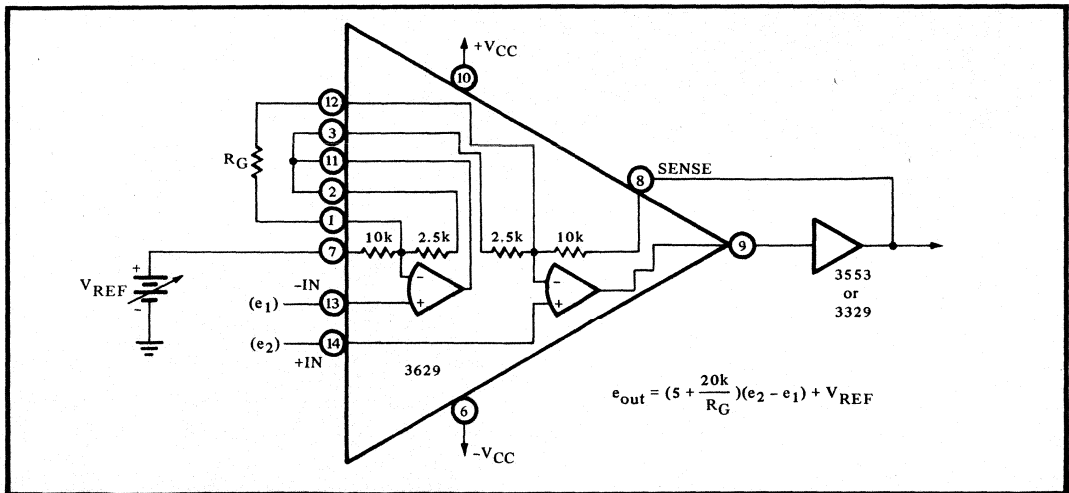 +VCC
10
12
3
11
2
1
7
RG
10k
2.5k
2.5k
10k
8
SENSE
9
+
VREF
-
-IN
(e1)
13
(e2)
14
+IN
-
+
-
+
3629
3553
or
3329
eout = (5 + 20k/RG)(e2 - e1) + VREF
6
-VCC